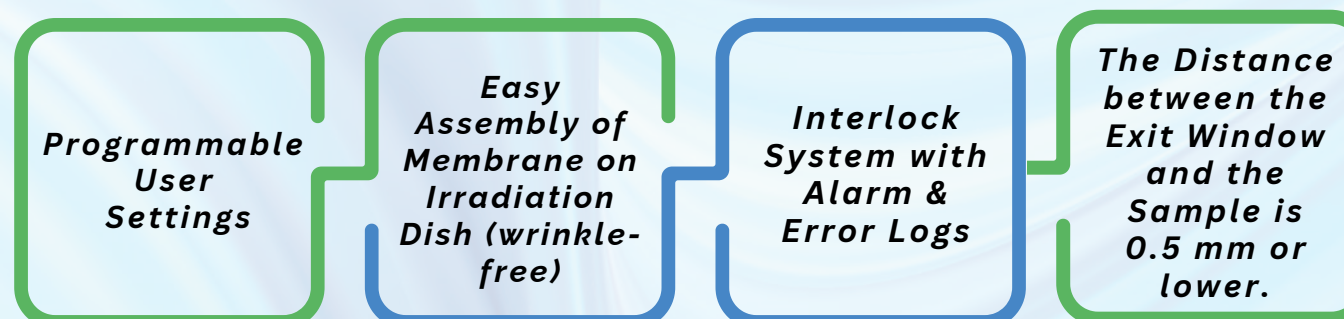 Programmable
User
Settings
Easy
Assembly of
Membrane on
Irradiation
Dish (wrinkle-
free)
Interlock
System with
Alarm &
Error Logs
The Distance
between the
Exit Window
and the
Sample is
0.5 mm or
lower.